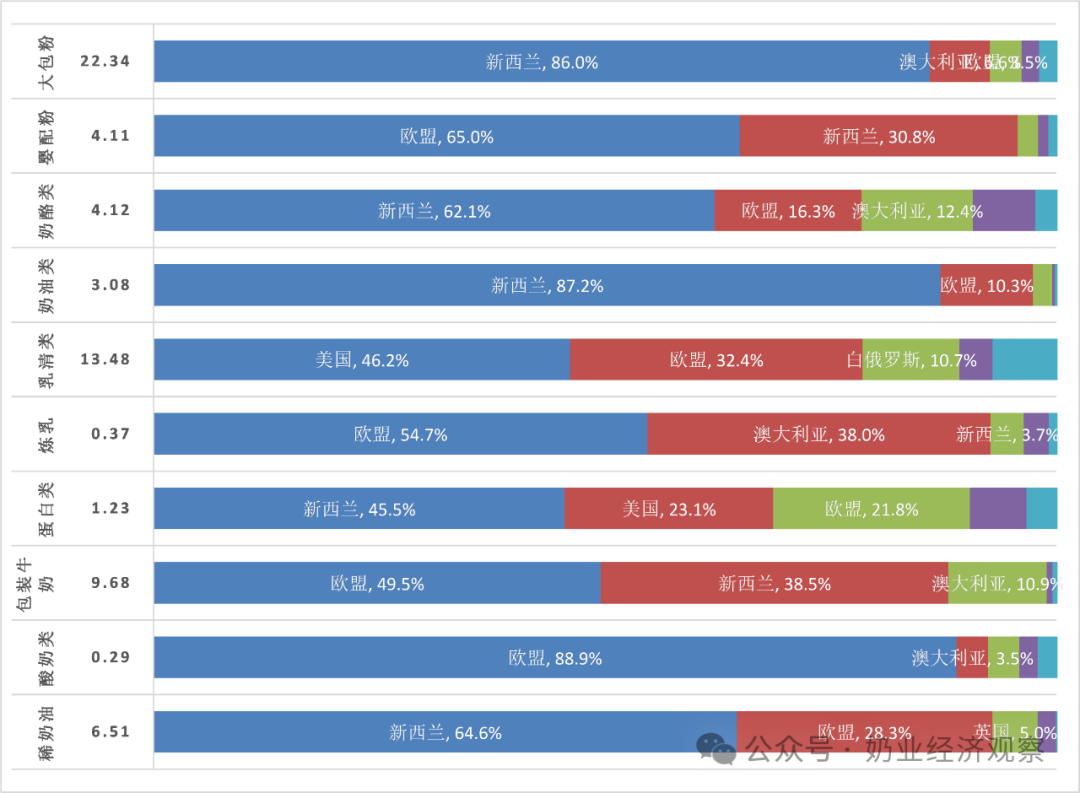 大包粉 22.34 新西兰, 86.0% 澳大利亚, 3.5%
婴配粉 4.11 欧盟, 65.0% 新西兰, 30.8%
奶酪类 4.12 新西兰, 62.1% 欧盟, 16.3% 澳大利亚, 12.4%
奶油类 3.08 新西兰, 87.2% 欧盟, 10.3%
乳清类 13.48 美国, 46.2% 欧盟, 32.4% 白俄罗斯, 10.7%
炼乳 0.37 欧盟, 54.7% 澳大利亚, 38.0% 新西兰, 3.7%
蛋白类 1.23 新西兰, 45.5% 美国, 23.1% 欧盟, 21.8%
包装牛奶 9.68 欧盟, 49.5% 新西兰, 38.5% 澳大利亚, 10.9%
酸奶类 0.29 欧盟, 88.9% 澳大利亚, 3.5%
稀奶油 6.51 新西兰, 64.6% 欧盟, 28.3% 英国, 5.0%
公众号 · 奶业经济观察